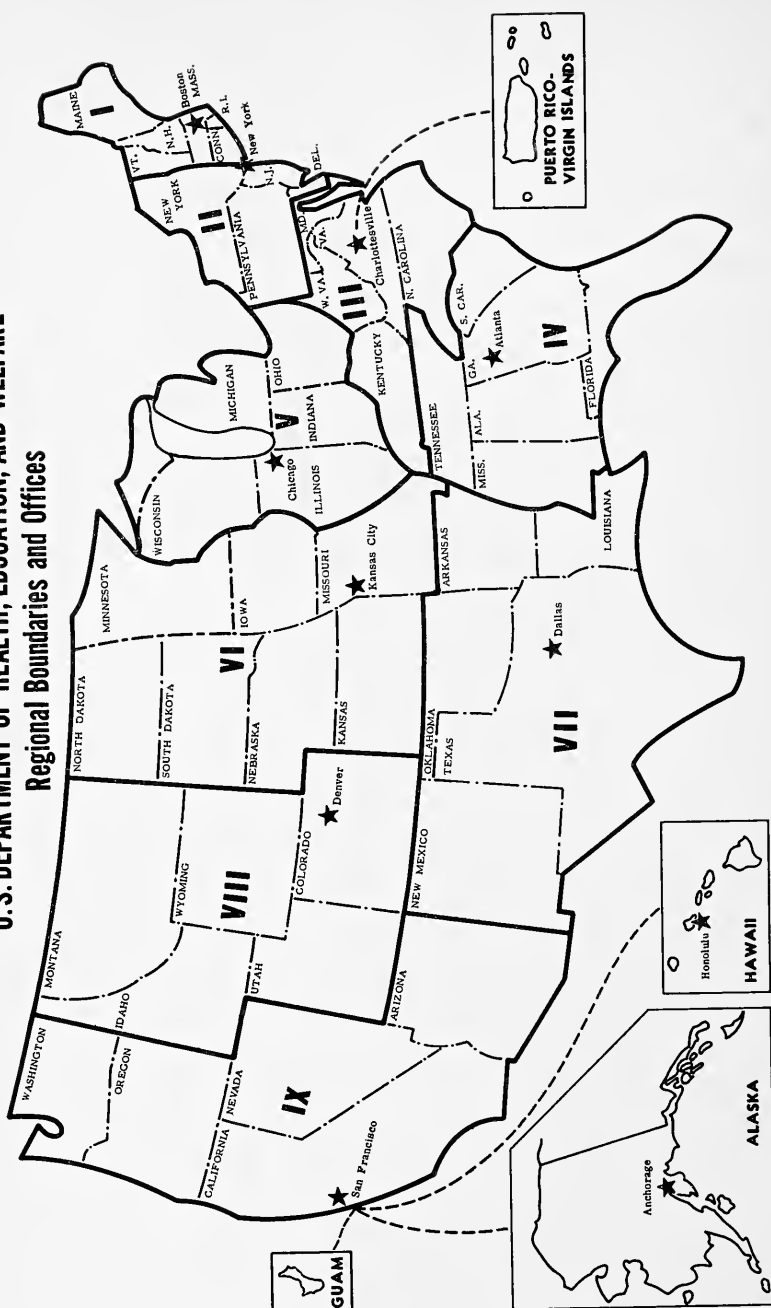 U.S. DEPARTMENT OF HEALTH, EDUCATION, AND WELFARE
Regional Boundaries and Offices
WASHINGTON
OREGON
CALIFORNIA
NEVADA
IX
San Francisco
GUAM
MONTANA
IDAHO
WYOMING
VIII
UTAH
COLORADO
Denver
ARIZONA
NEW MEXICO
NORTH DAKOTA
SOUTH DAKOTA
MINNESOTA
VI
NEBRASKA
IOWA
KANSAS
MISSOURI
Kansas City
OKLAHOMA
TEXAS
ARKANSAS
Dallas
VII
LOUISIANA
WISCONSIN
MICHIGAN
Chicago
V
OHIO
ILLINOIS
INDIANA
KENTUCKY
TENNESSEE
MISS.
ALA.
GA.
S. CAR.
Atlanta
IV
FLORIDA
MAINE
I
VT.
N.H.
Boston
MASS.
CONN.
R.I.
NEW YORK
II
New York
PENNSYLVANIA
N.J.
DEL.
MD.
W. VA.
VA.
III
Charlottesville
N. CAROLINA
PUERTO RICO-
VIRGIN ISLANDS
Honolulu
HAWAII
Anchorage
ALASKA